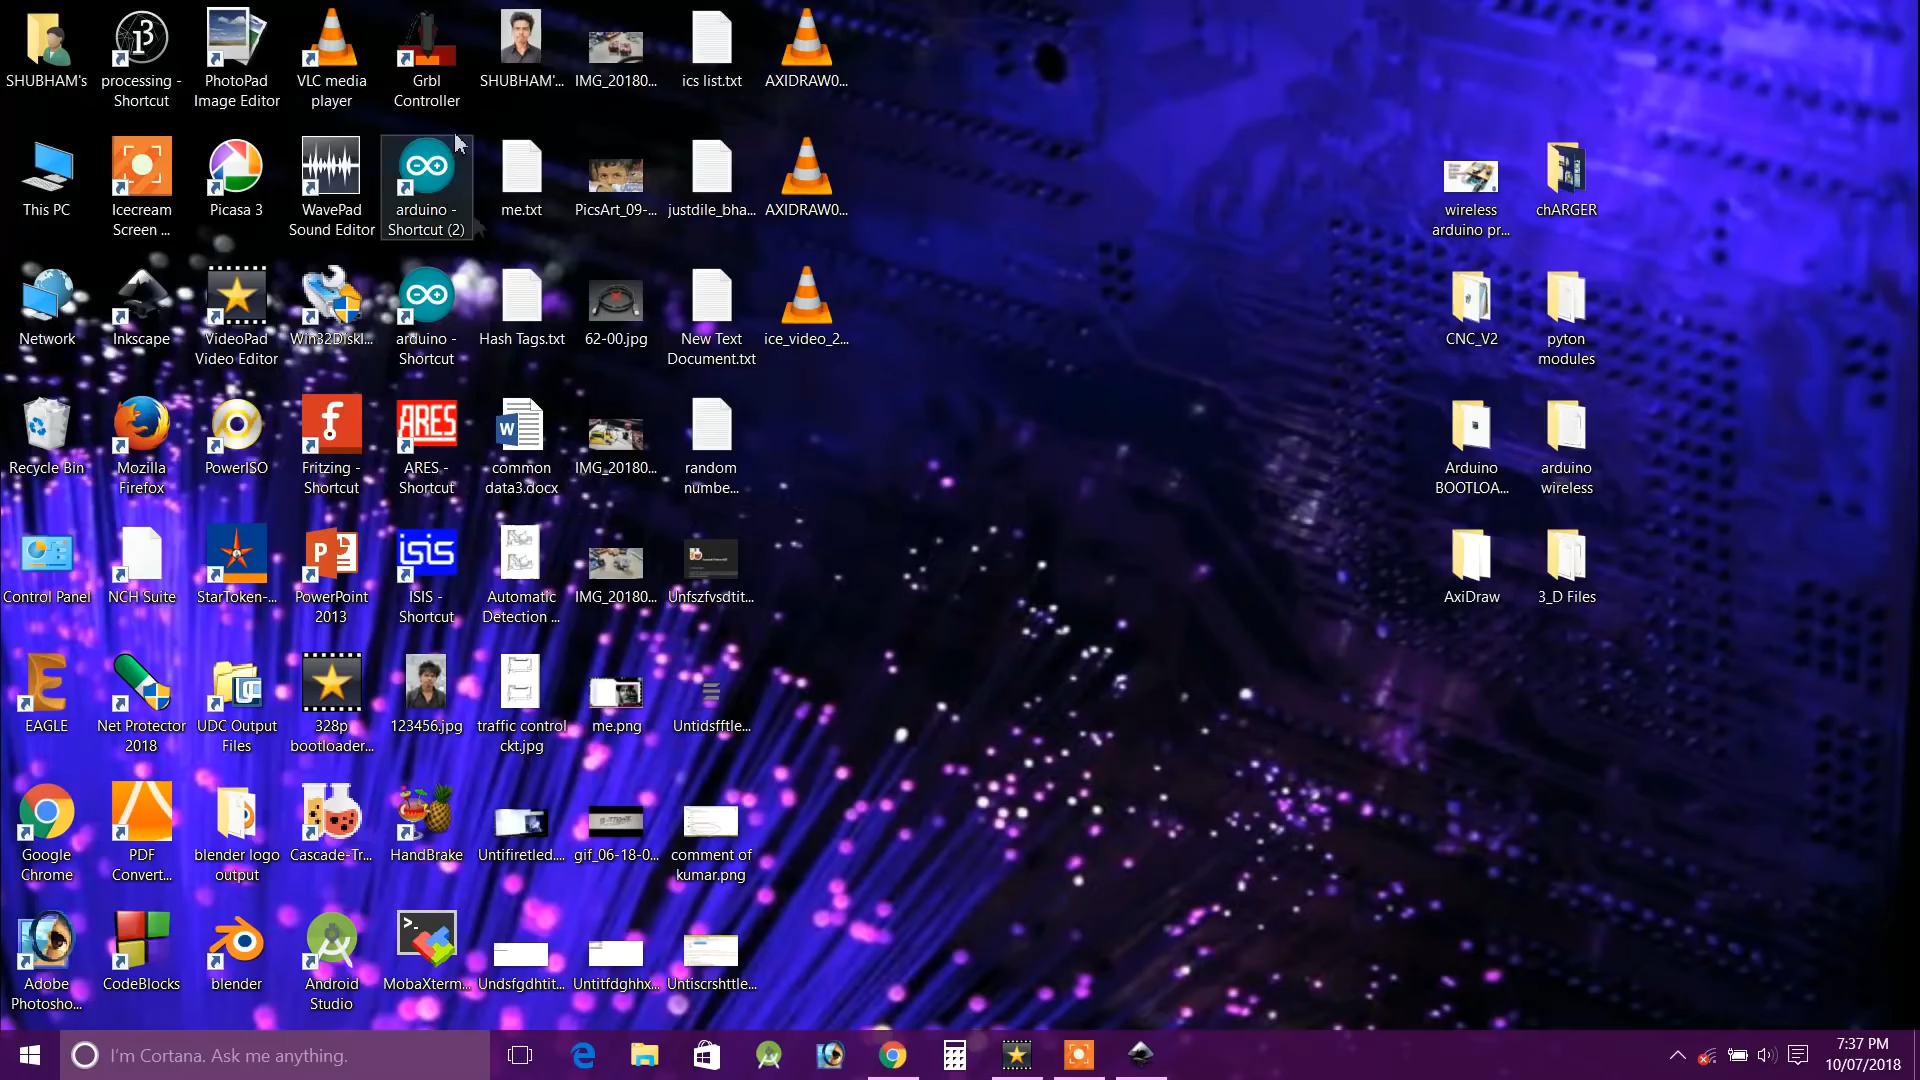 SHUBHAM's
processing -
Shortcut
PhotoPad
Image Editor
VLC media
player
Grbl
Controller
SHUBHAM'...
IMG_20180...
ics list.txt
AXIDRAW0...
This PC
Icecream
Screen ...
Picasa 3
WavePad
Sound Editor
arduino -
Shortcut (2)
me.txt
PicsArt_09-...
justdile_bha...
AXIDRAW0...
wireless
arduino pr...
chARGER
Network
Inkscape
VideoPad
Video Editor
Win32DiskI...
arduino -
Shortcut
Hash Tags.txt
62-00.jpg
New Text
Document.txt
ice_video_2...
CNC_V2
pyton
modules
Recycle Bin
Mozilla
Firefox
PowerISO
Fritzing -
Shortcut
ARES
ARES -
Shortcut
common
data3.docx
IMG_20180...
random
numbe...
Arduino
BOOTLOA...
arduino
wireless
Control Panel
NCH Suite
StarToken-...
PowerPoint
2013
isis
ISIS -
Shortcut
Automatic
Detection ...
IMG_20180...
Unfszfvsdtit...
AxiDraw
3_D Files
EAGLE
Net Protector
2018
UDC Output
Files
328p
bootloader...
123456.jpg
traffic control
ckt.jpg
me.png
Untidsfftle...
Google
Chrome
PDF
Convert...
blender logo
output
Cascade-Tr...
HandBrake
Untifiretled....
gif_06-18-0...
comment of
kumar.png
Adobe
Photosho...
CodeBlocks
blender
Android
Studio
MobaXterm...
Undsfgdhtit...
Untitfdghhx...
Untiscrshttle...
I'm Cortana. Ask me anything.
7:37 PM
10/07/2018